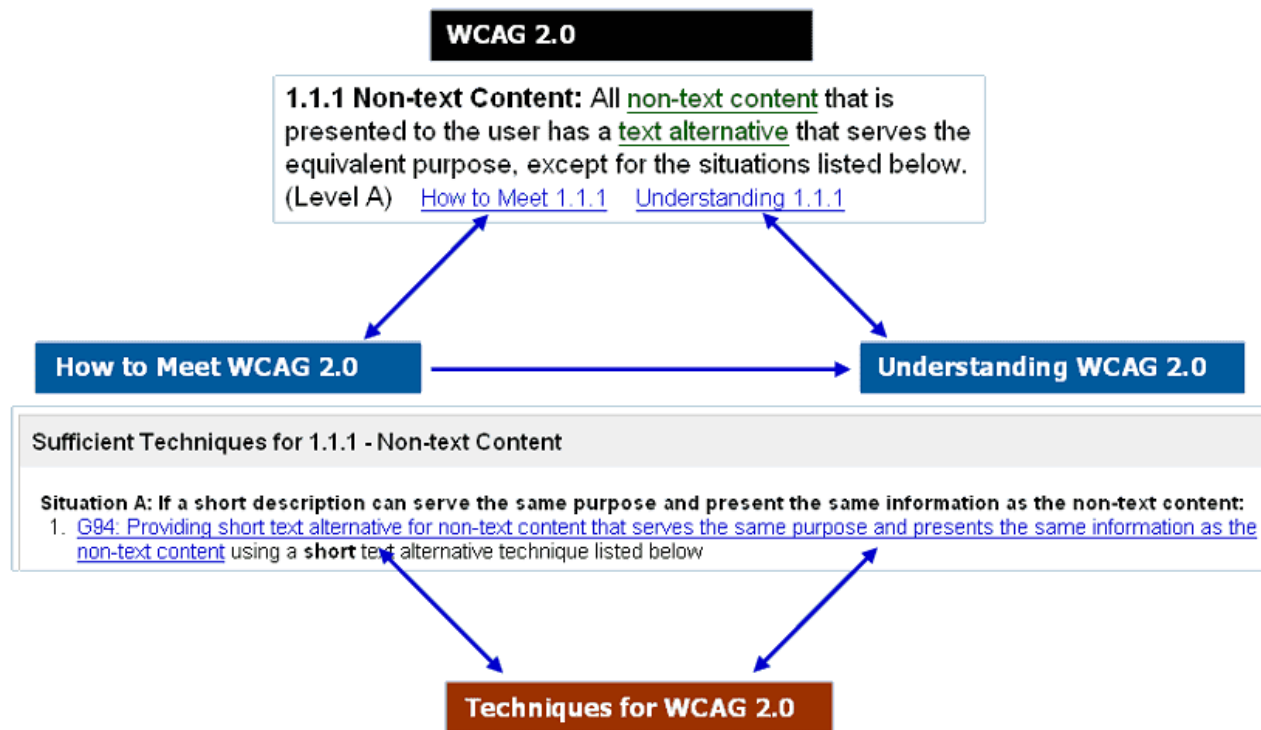 WCAG 2.0
1.1.1 Non-text Content: All non-text content that is
presented to the user has a text alternative that serves the
equivalent purpose, except for the situations listed below.
(Level A) How to Meet 1.1.1 Understanding 1.1.1
How to Meet WCAG 2.0
Understanding WCAG 2.0
Sufficient Techniques for 1.1.1 - Non-text Content
Situation A: If a short description can serve the same purpose and present the same information as the non-text content:
1. G94: Providing short text alternative for non-text content that serves the same purpose and presents the same information as the
non-text content using a short text alternative technique listed below
Techniques for WCAG 2.0